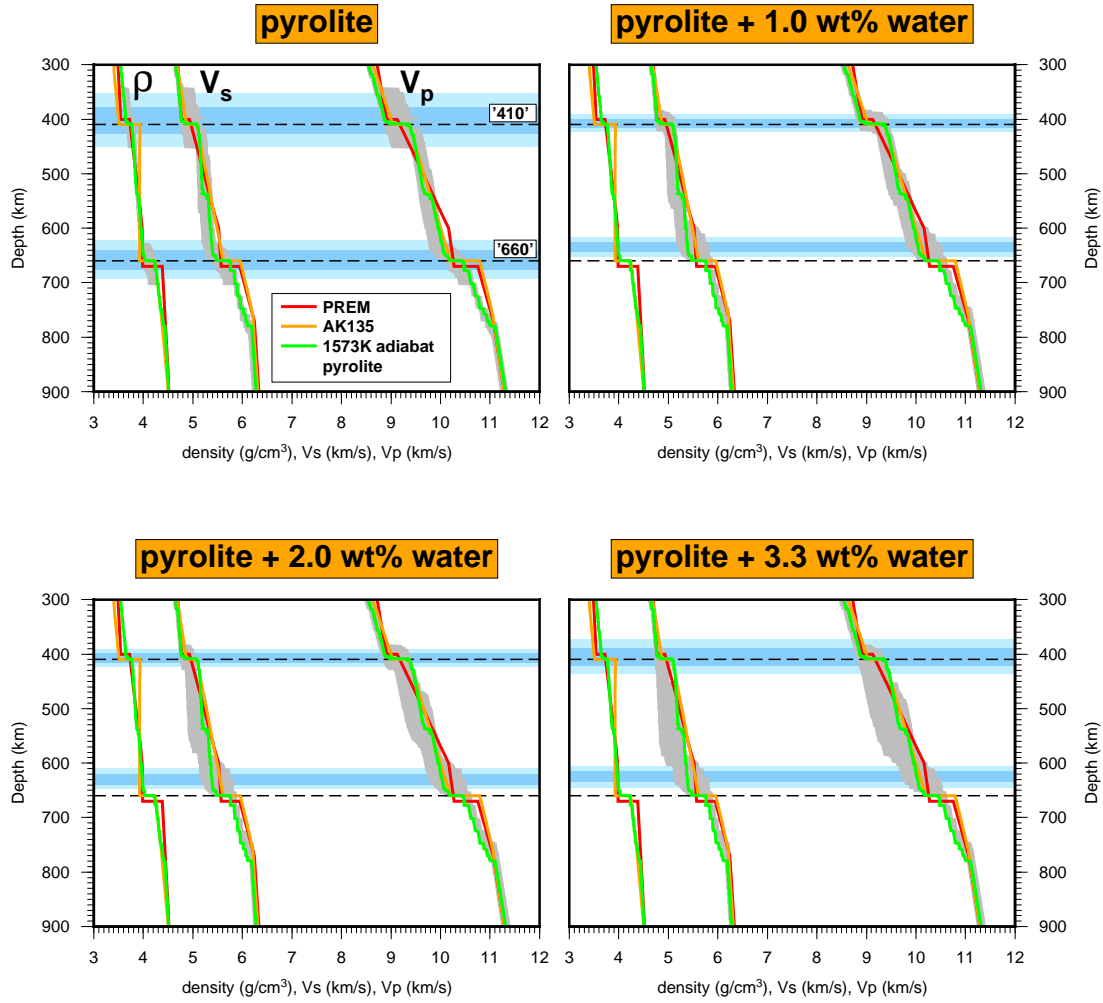 pyrolite
pyrolite + 1.0 wt% water
300
400
500
600
700
800
900
Depth (km)
ρ
Vs
Vp
'410'
'660'
PREM
AK135
1573K adiabat
pyrolite
3 4 5 6 7 8 9 10 11 12
density (g/cm³), Vs (km/s), Vp (km/s)
300
400
500
600
700
800
900
Depth (km)
3 4 5 6 7 8 9 10 11 12
density (g/cm³), Vs (km/s), Vp (km/s)
pyrolite + 2.0 wt% water
pyrolite + 3.3 wt% water
300
400
500
600
700
800
900
Depth (km)
3 4 5 6 7 8 9 10 11 12
density (g/cm³), Vs (km/s), Vp (km/s)
300
400
500
600
700
800
900
Depth (km)
3 4 5 6 7 8 9 10 11 12
density (g/cm³), Vs (km/s), Vp (km/s)